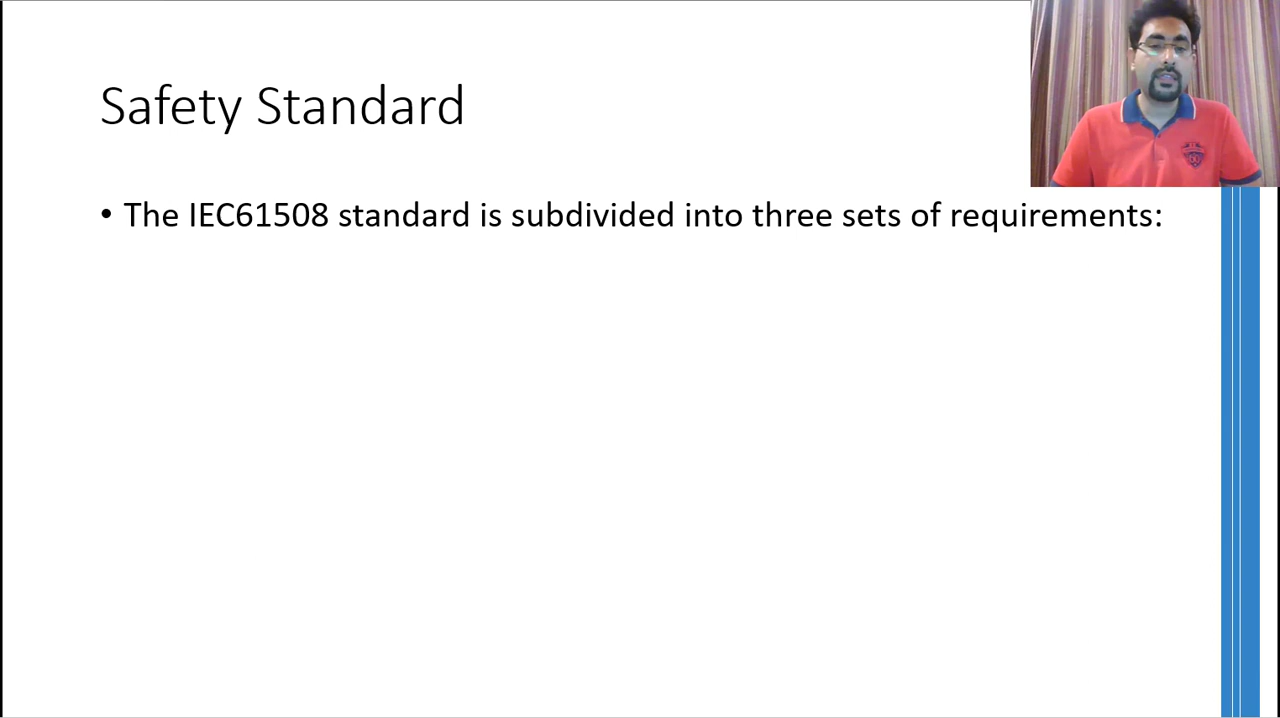 Safety Standard
• The IEC61508 standard is subdivided into three sets of requirements: